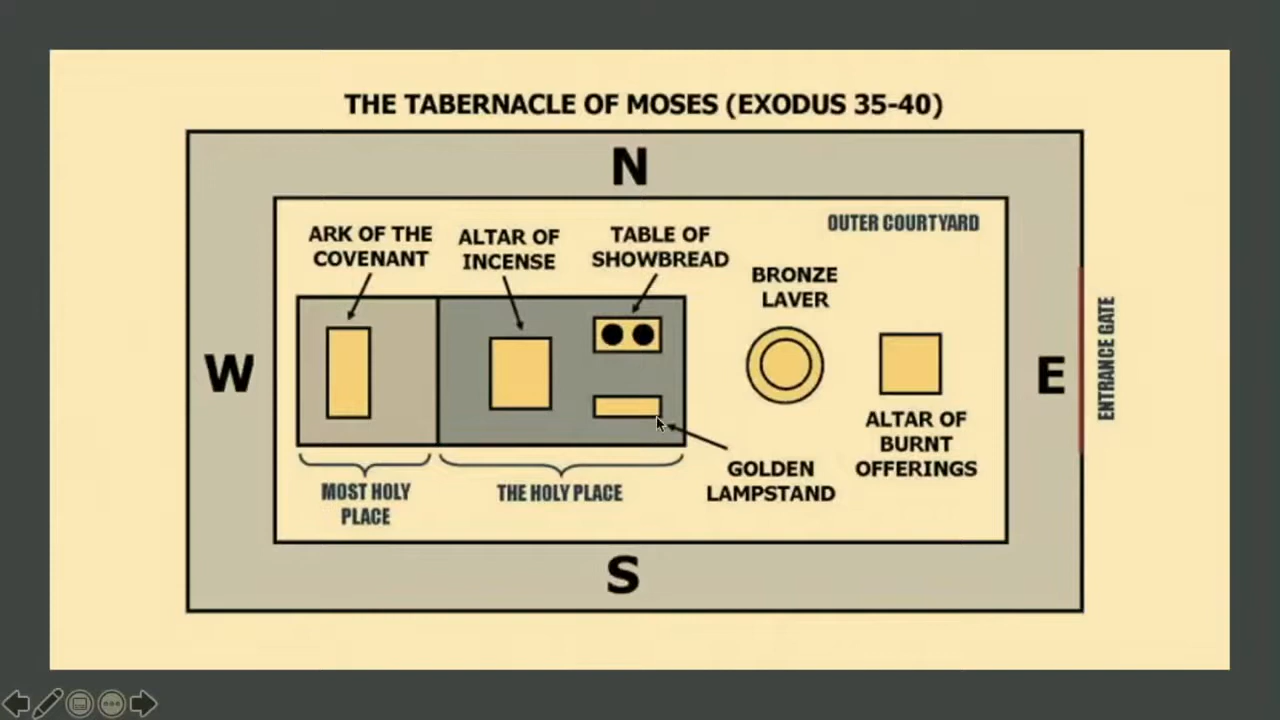 THE TABERNACLE OF MOSES (EXODUS 35-40)
N
OUTER COURTYARD
ARK OF THE
COVENANT
ALTAR OF
INCENSE
TABLE OF
SHOWBREAD
BRONZE
LAVER
W
E
ENTRANCE GATE
ALTAR OF
BURNT
OFFERINGS
GOLDEN
LAMPSTAND
MOST HOLY
PLACE
THE HOLY PLACE
S